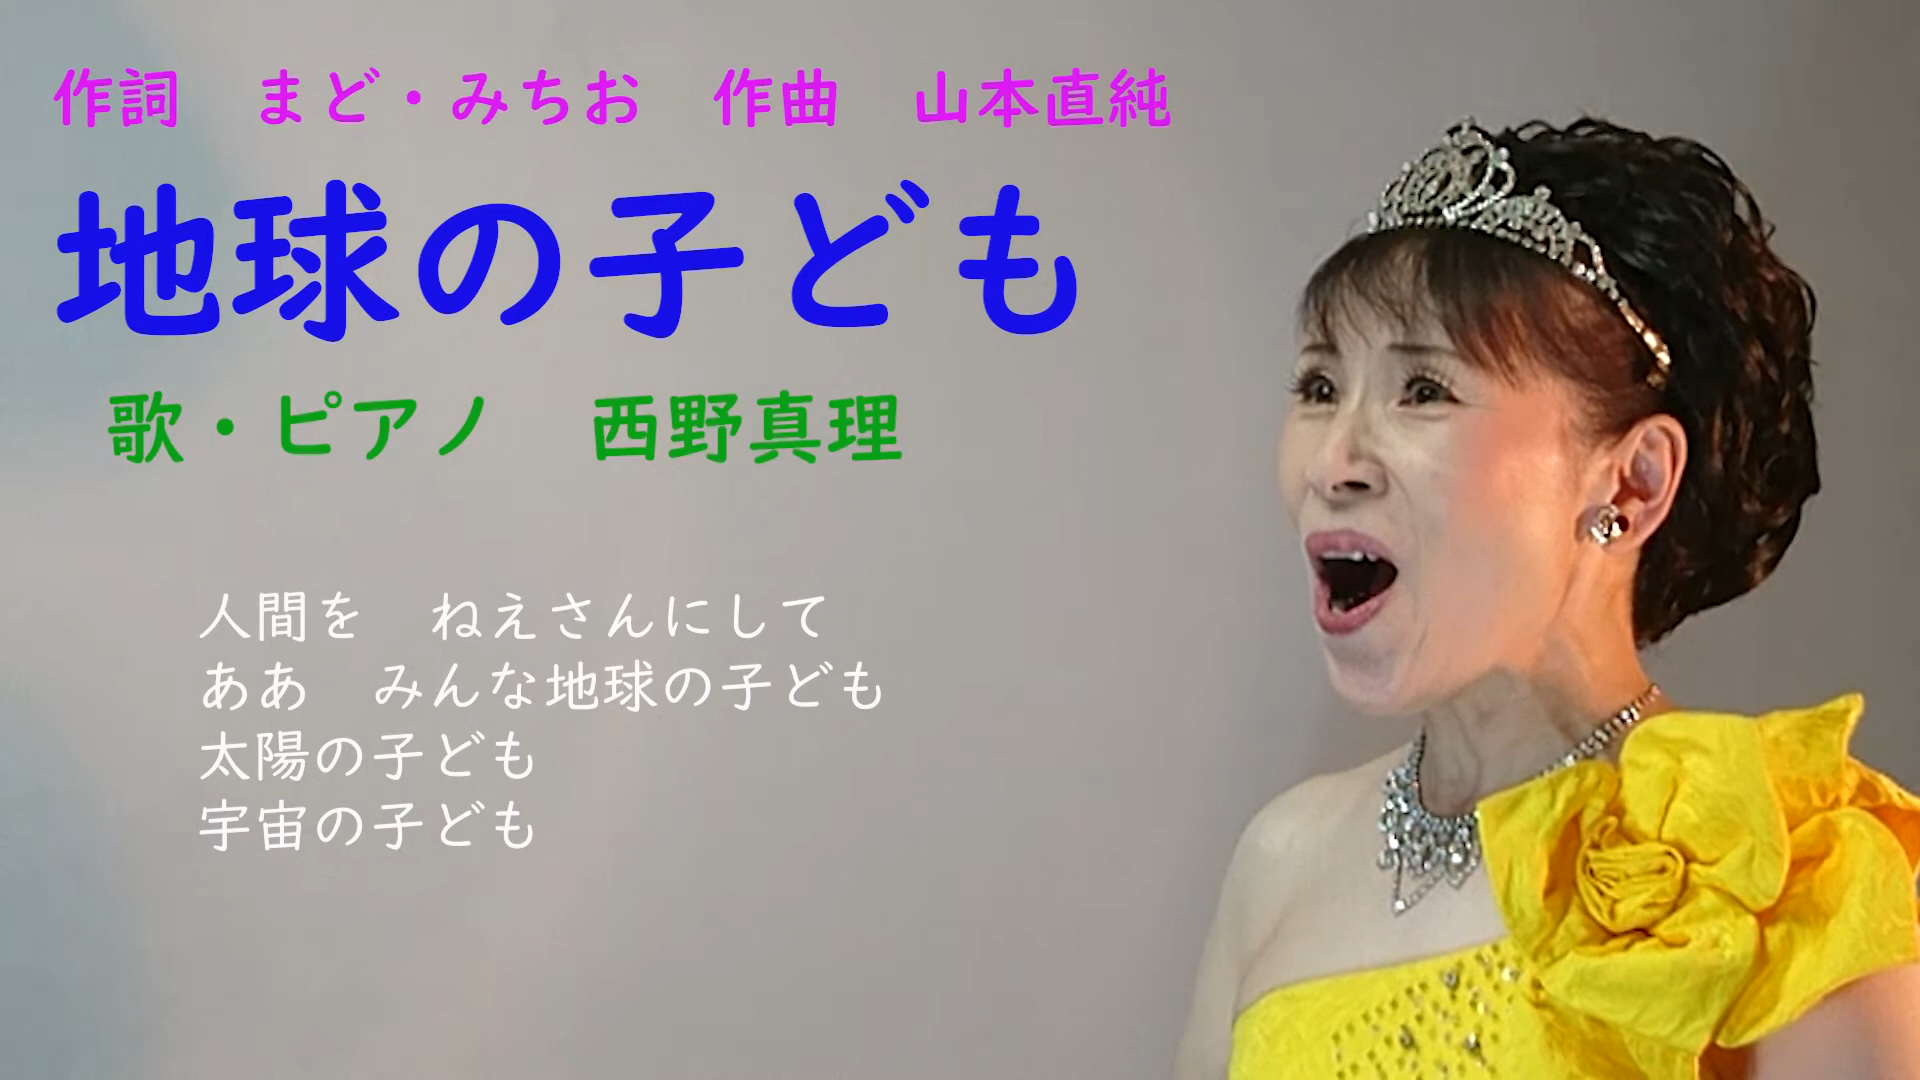 作詞　まど・みちお　作曲　山本直純
地球の子ども
歌・ピアノ　西野真理
人間を　ねえさんにして
ああ　みんな地球の子ども
太陽の子ども
宇宙の子ども